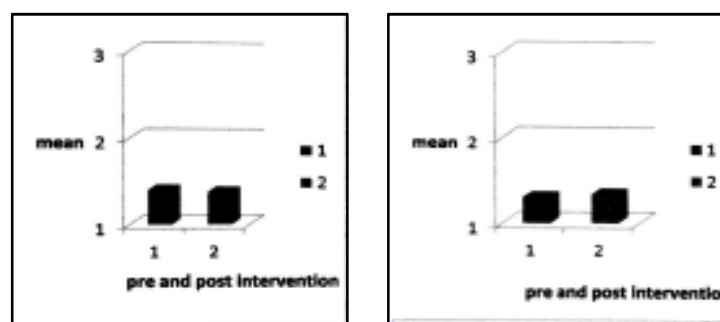 3
mean 2
1
1 2
pre and post intervention
■ 1
■ 2
3
mean 2
1
1 2
pre and post interventio
■ 1
■ 2